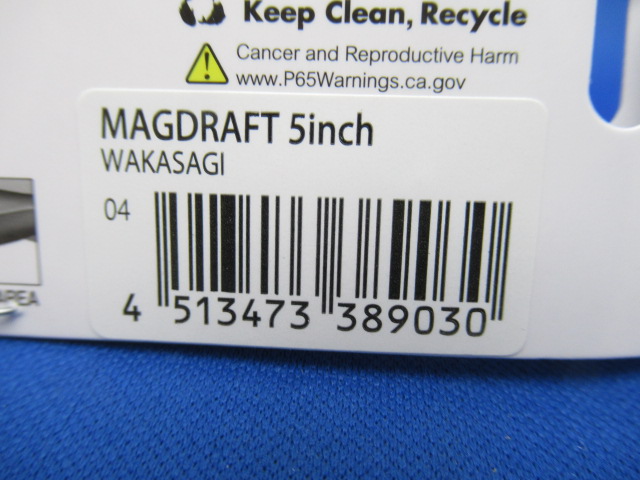 Keep Clean, Recycle
Cancer and Reproductive Harm
www.P65Warnings.ca.gov
MAGDRAFT 5inch
WAKASAGI
04
4 513473 389030